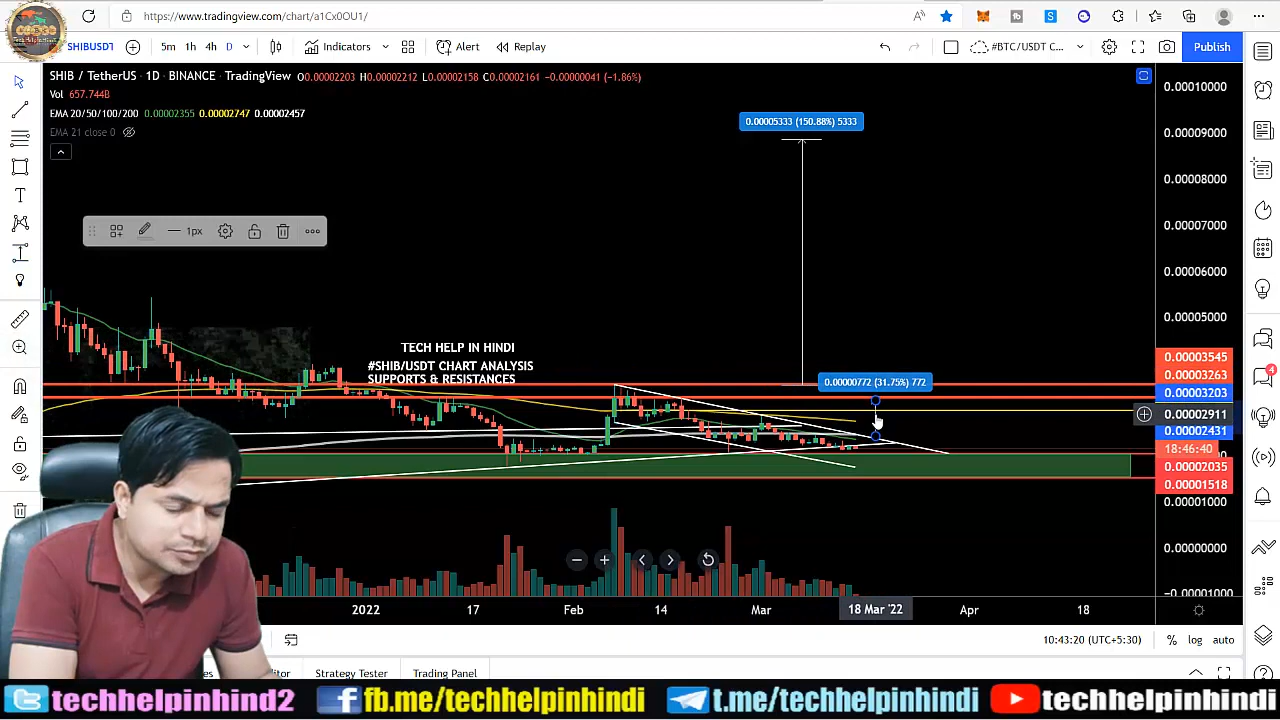 https://www.tradingview.com/chart/a1Cx0OU1/
SHIBUSDT 5m 1h 4h D Indicators Alert Replay #BTC/USDT C... Publish
SHIB / TetherUS · 1D · BINANCE · TradingView O0.00002203 H0.00002212 L0.00002158 C0.00002161 −0.00000041 (−1.86%)
Vol 657.744B
EMA 20/50/100/200 0.00002355 0.00002747 0.00002457
EMA 21 close 0
0.00005333 (150.88%) 5333
1px
TECH HELP IN HINDI
#SHIB/USDT CHART ANALYSIS
SUPPORTS & RESISTANCES
0.00000772 (31.75%) 772
0.00010000
0.00009000
0.00008000
0.00007000
0.00006000
0.00005000
0.00003545
0.00003263
0.00003203
0.00002911
0.00002431
18:46:40
0.00002035
0.00001518
0.00001000
0.00000000
-0.00001000
4
2022 17 Feb 14 Mar 18 Mar '22 Apr 18
10:43:20 (UTC+5:30) % log auto
Strategy Tester Trading Panel
techhelpinhindi2 fb.me/techhelpinhindi t.me/techhelpinhindi techhelpinhindi